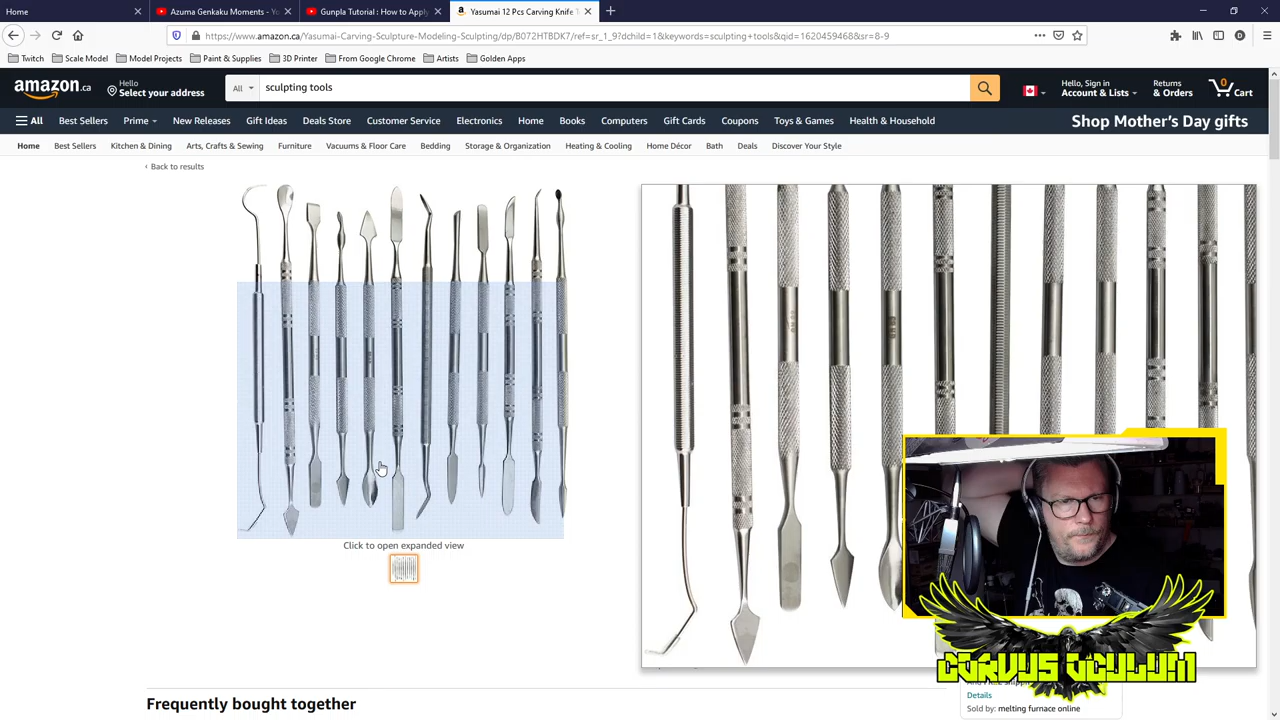 Home
Azuma Genkaku Moments - Yo
Gunpla Tutorial : How to Apply
Yasumai 12 Pcs Carving Knife
https://www.amazon.ca/Yasumai-Carving-Sculpture-Modeling-Sculpting/dp/B072HTBDK7/ref=sr_1_9?dchild=1&keywords=sculpting+tools&qid=1620459468&sr=8-9
Twitch Scale Model Model Projects Paint & Supplies 3D Printer From Google Chrome Artists Golden Apps
amazon.ca
Hello
Select your address
All
sculpting tools
Hello, Sign in
Account & Lists
Returns
& Orders
0
Cart
All Best Sellers Prime New Releases Gift Ideas Deals Store Customer Service Electronics Home Books Computers Gift Cards Coupons Toys & Games Health & Household
Shop Mother's Day gifts
Home Best Sellers Kitchen & Dining Arts, Crafts & Sewing Furniture Vacuums & Floor Care Bedding Storage & Organization Heating & Cooling Home Décor Bath Deals Discover Your Style
‹ Back to results
Click to open expanded view
CORVUS OCULUM
Details
Sold by: melting furnace online
Frequently bought together